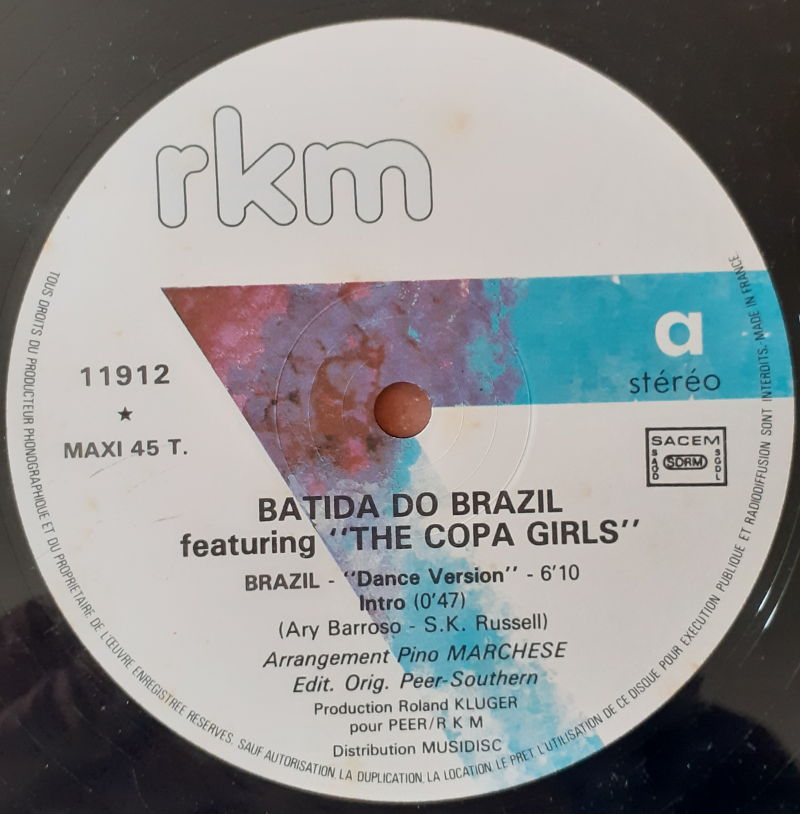 rkm
a
stéréo
11912
★
MAXI 45 T.
SACEM
SACD SDRM SGDL
BATIDA DO BRAZIL
featuring "THE COPA GIRLS"
BRAZIL - "Dance Version" - 6'10
Intro (0'47)
(Ary Barroso - S.K. Russell)
Arrangement Pino MARCHESE
Edit. Orig. Peer-Southern
Production Roland KLUGER
pour PEER/R K M
Distribution MUSIDISC
TOUS DROITS DU PRODUCTEUR PHONOGRAPHIQUE ET DU PROPRIETAIRE DE L'ŒUVRE ENREGISTREE RESERVES. SAUF AUTORISATION LA DUPLICATION, LA LOCATION, LE PRET L'UTILISATION DE CE DISQUE POUR EXECUTION PUBLIQUE ET RADIODIFFUSION SONT INTERDITS. MADE IN FRANCE.